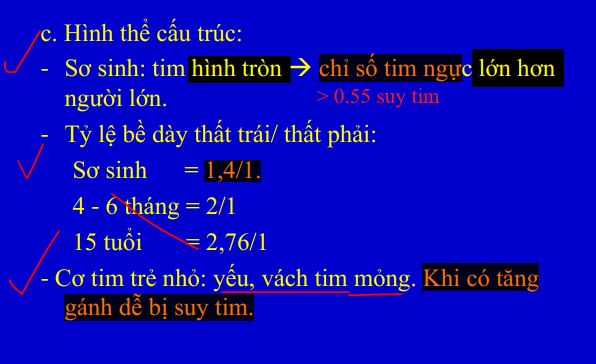 c. Hình thể cấu trúc:
- Sơ sinh: tim hình tròn → chỉ số tim ngực lớn hơn
người lớn.
> 0.55 suy tim
- Tỷ lệ bề dày thất trái/ thất phải:
Sơ sinh = 1,4/1.
4 - 6 tháng = 2/1
15 tuổi = 2,76/1
- Cơ tim trẻ nhỏ: yếu, vách tim mỏng. Khi có tăng
gánh dễ bị suy tim.